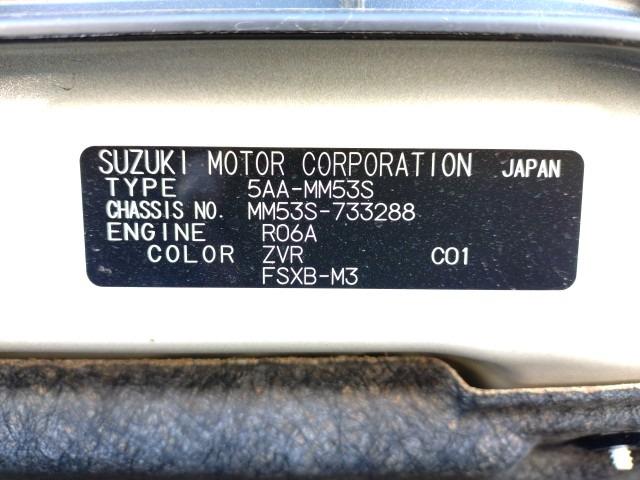 SUZUKI MOTOR CORPORATION JAPAN
TYPE 5AA-MM53S
CHASSIS NO. MM53S-733288
ENGINE R06A
COLOR ZVR C01
FSXB-M3